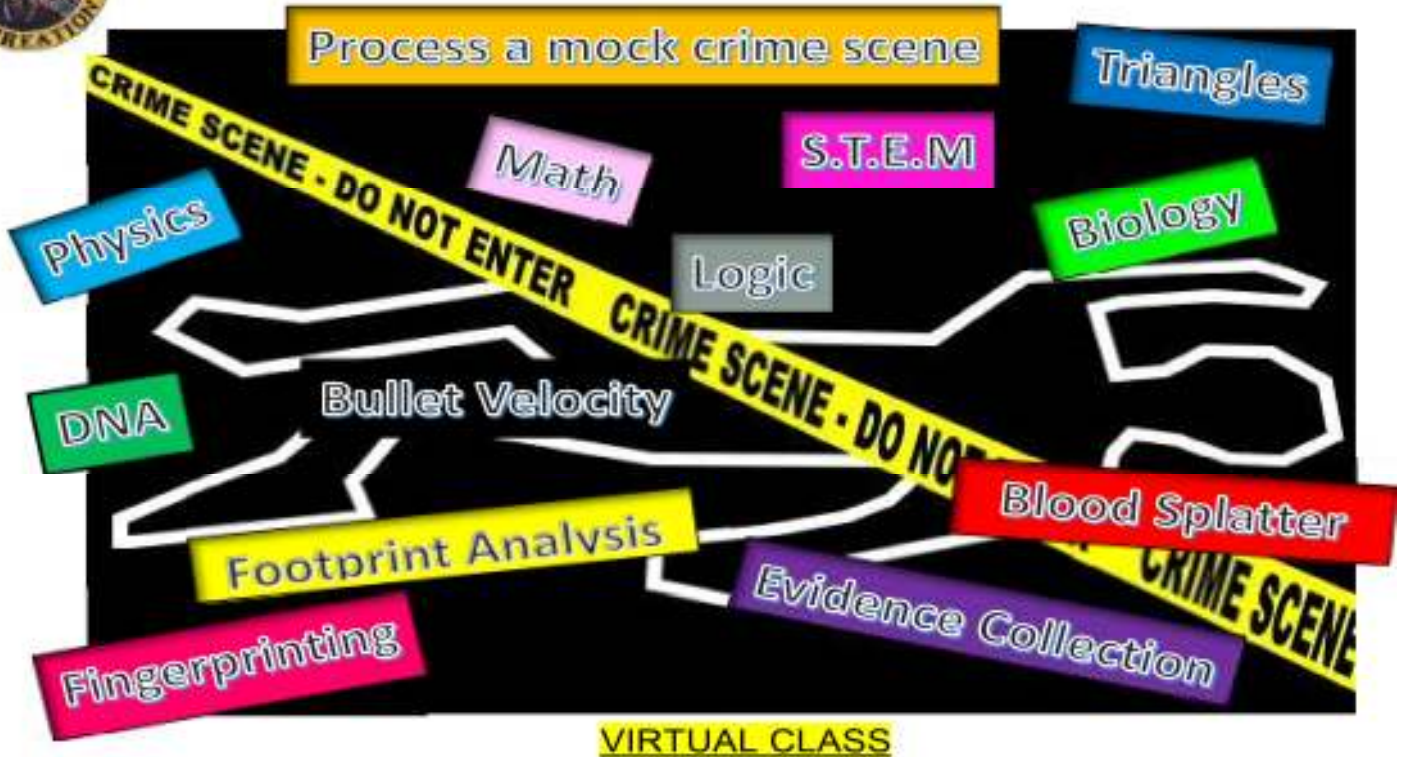 REATION
Process a mock crime scene
Triangles
CRIME SCENE - DO NOT ENTER CRIME SCENE - DO NOT CRIME SCENE
Math
S.T.E.M
Physics
Biology
Logic
Bullet Velocity
DNA
Blood Splatter
Footprint Analysis
Evidence Collection
Fingerprinting
VIRTUAL CLASS